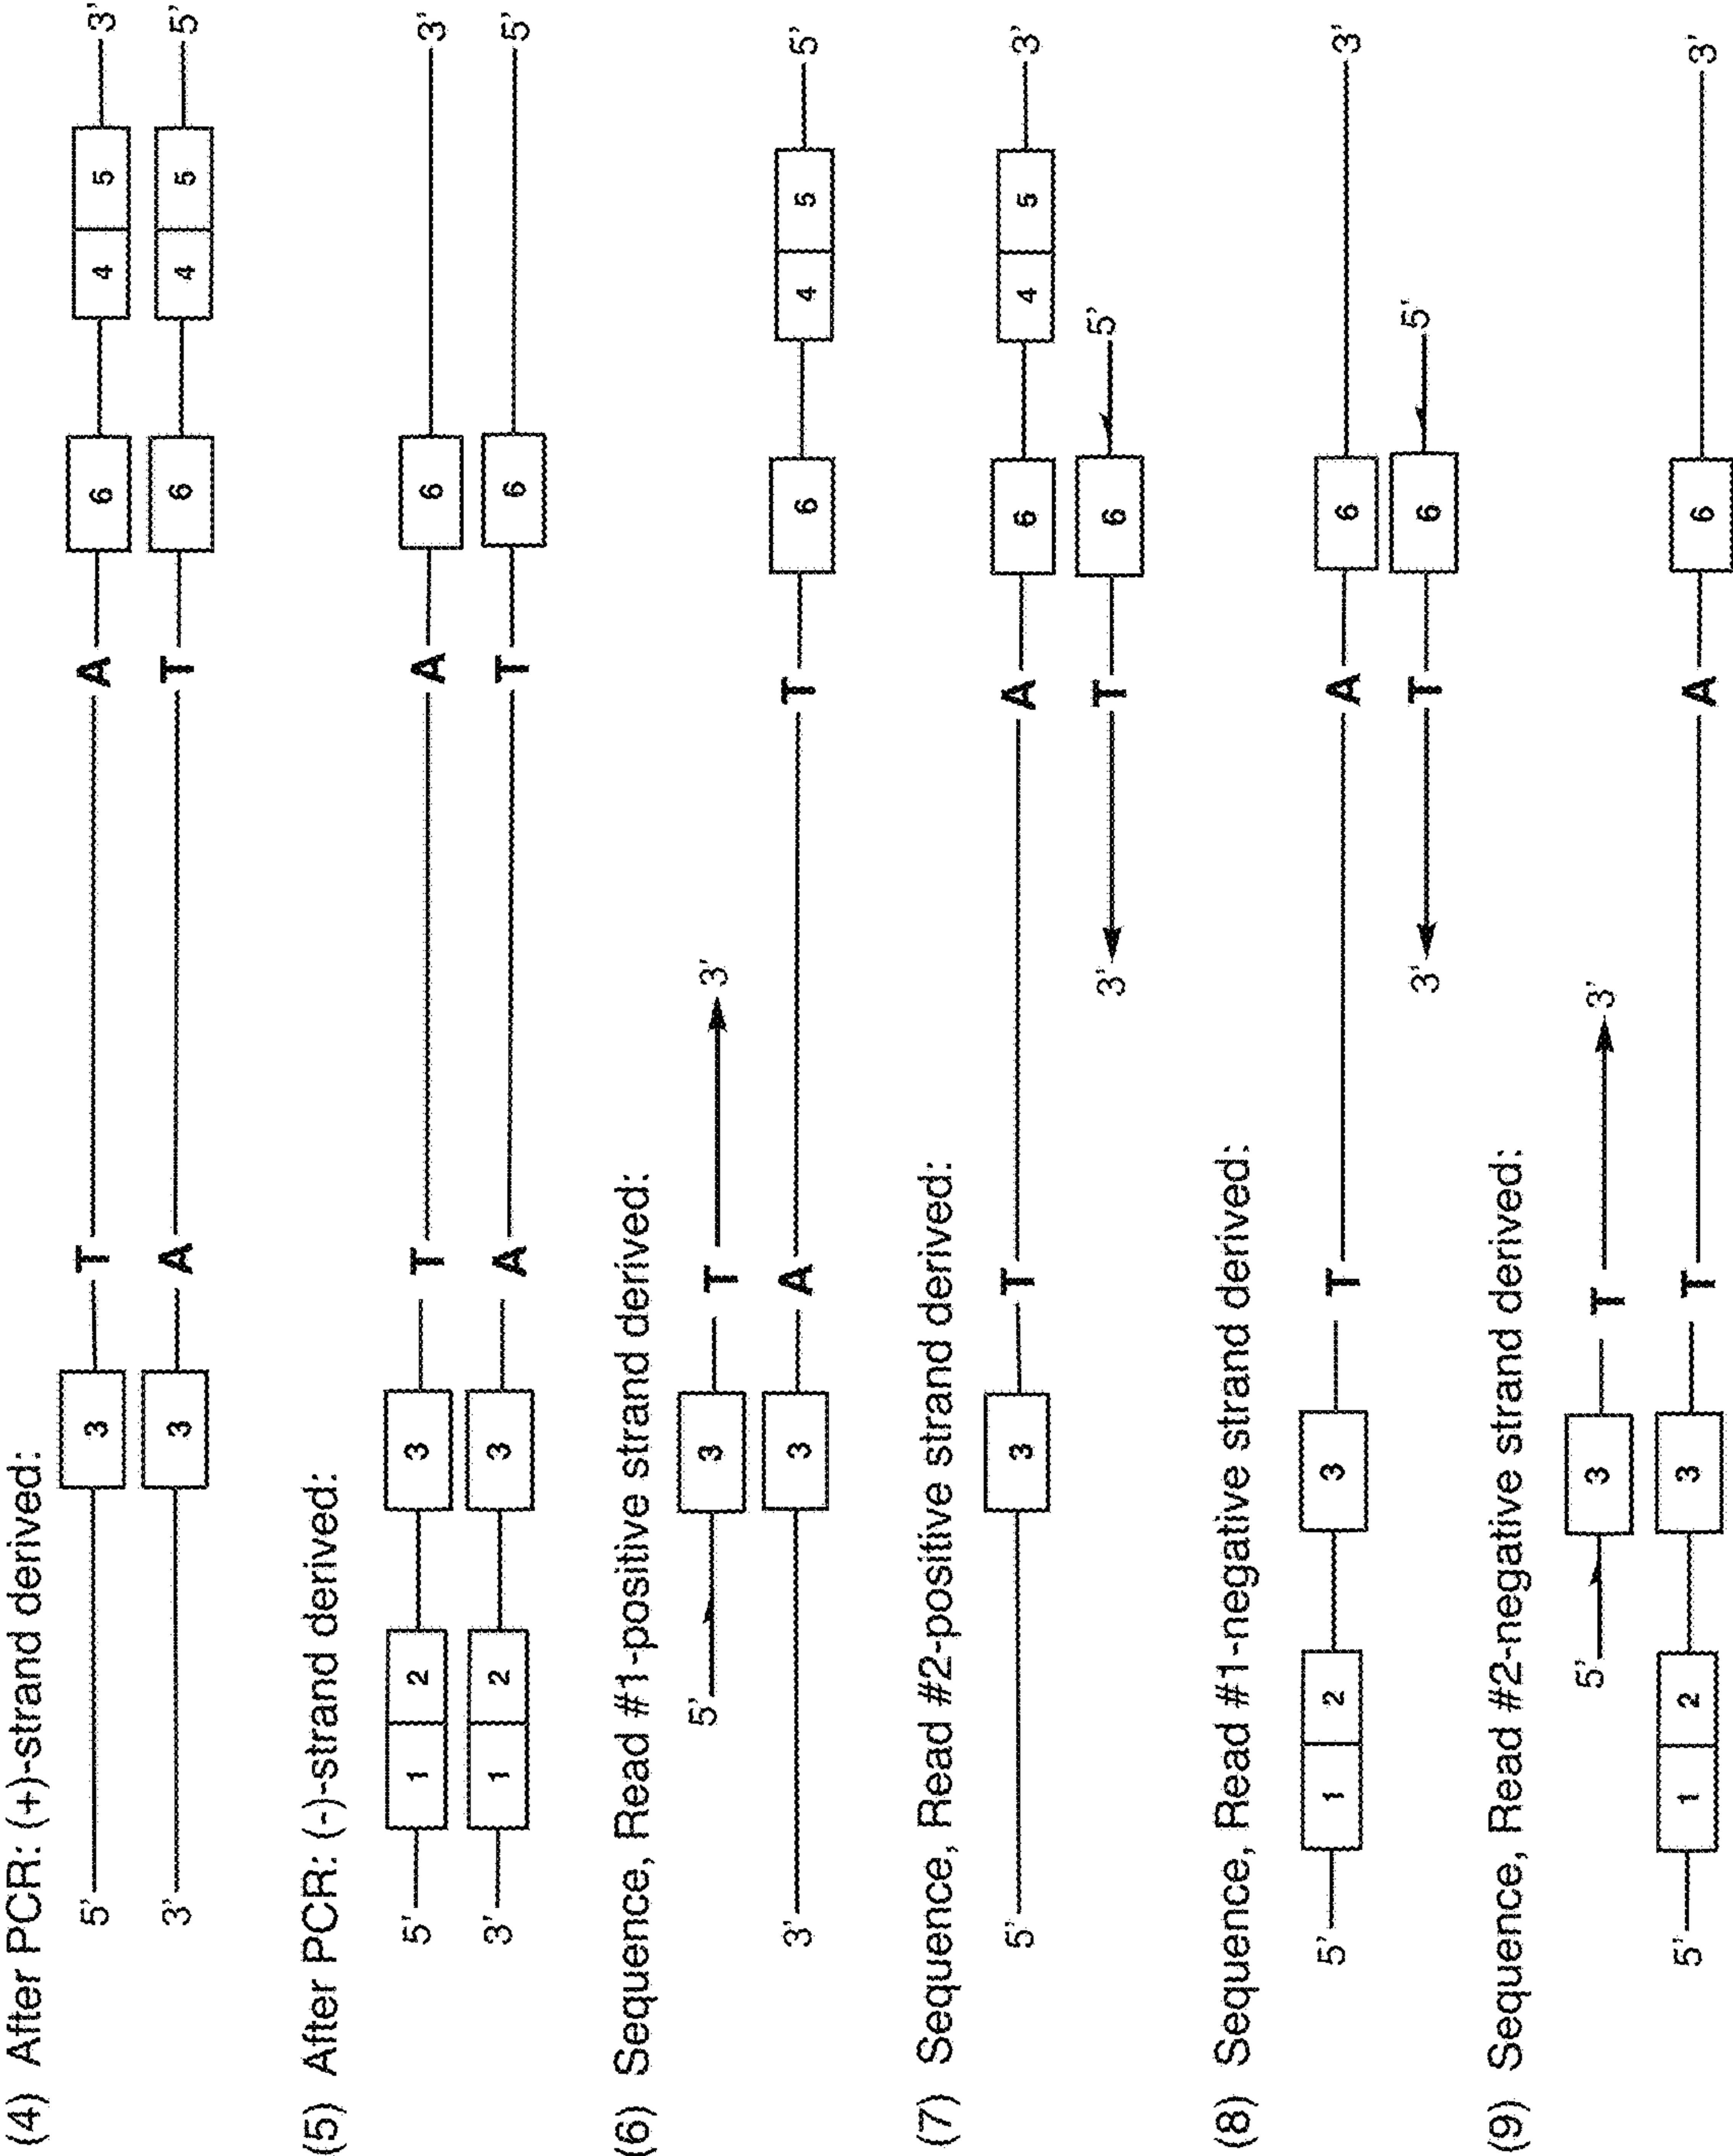 (4) After PCR: (+)-strand derived:
5' 3 T A 6 4 5 3'
3' 3 A T 6 4 5 5'
(5) After PCR: (-)-strand derived:
5' 1 2 3 T A 6 3'
3' 1 2 3 A T 6 5'
(6) Sequence, Read #1-positive strand derived:
5' 3 T 3'
3' 3 A T 6 4 5 5'
(7) Sequence, Read #2-positive strand derived:
5' 3 T A 6 4 5 3'
3' T 6 5'
(8) Sequence, Read #1-negative strand derived:
5' 1 2 3 T A 6 3'
3' T 6 5'
(9) Sequence, Read #2-negative strand derived:
5' 3 T 3'
5' 1 2 3 T A 6 3'